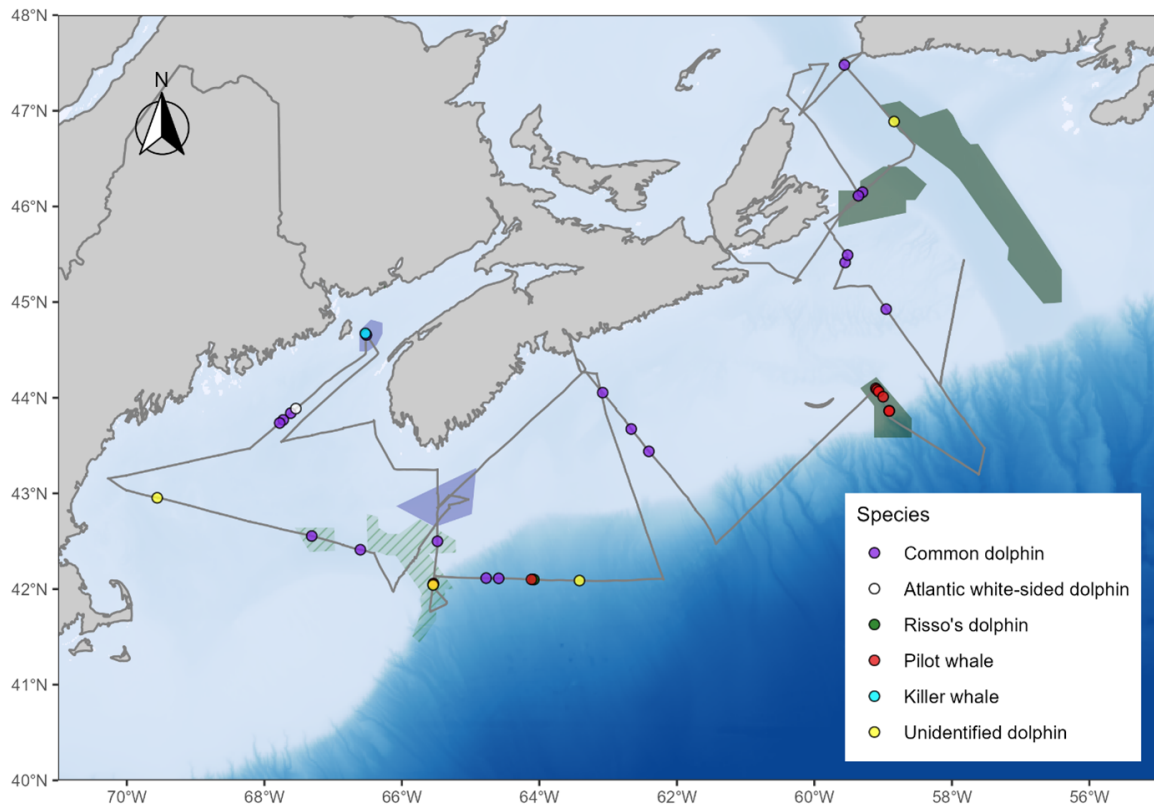 48°N
47°N
46°N
45°N
44°N
43°N
42°N
41°N
40°N
N
Species
Common dolphin
Atlantic white-sided dolphin
Risso's dolphin
Pilot whale
Killer whale
Unidentified dolphin
70°W 68°W 66°W 64°W 62°W 60°W 58°W 56°W